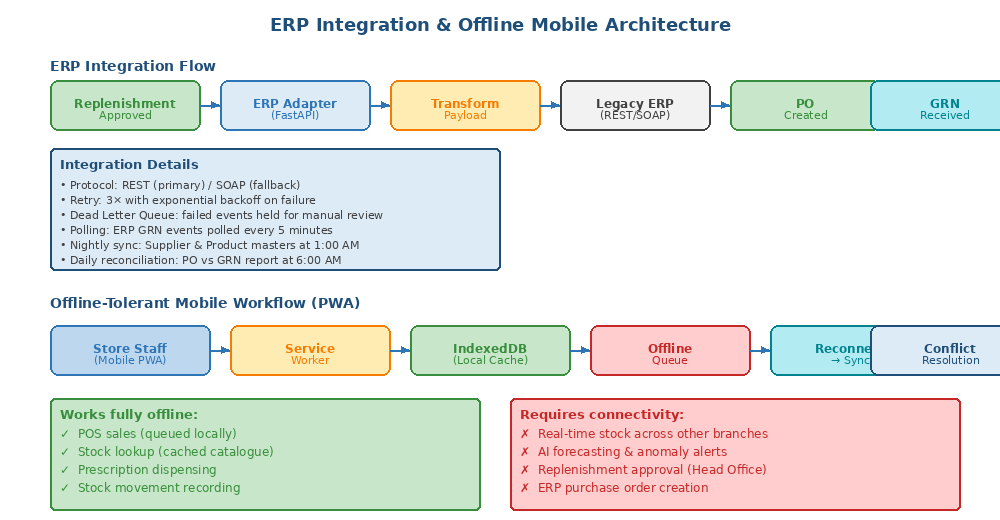 ERP Integration & Offline Mobile Architecture
ERP Integration Flow
Replenishment
Approved
ERP Adapter
(FastAPI)
Transform
Payload
Legacy ERP
(REST/SOAP)
PO
Created
GRN
Received
Integration Details
• Protocol: REST (primary) / SOAP (fallback)
• Retry: 3× with exponential backoff on failure
• Dead Letter Queue: failed events held for manual review
• Polling: ERP GRN events polled every 5 minutes
• Nightly sync: Supplier & Product masters at 1:00 AM
• Daily reconciliation: PO vs GRN report at 6:00 AM
Offline-Tolerant Mobile Workflow (PWA)
Store Staff
(Mobile PWA)
Service
Worker
IndexedDB
(Local Cache)
Offline
Queue
Reconne
→ Sync
Conflict
Resolution
Works fully offline:
✓ POS sales (queued locally)
✓ Stock lookup (cached catalogue)
✓ Prescription dispensing
✓ Stock movement recording
Requires connectivity:
✗ Real-time stock across other branches
✗ AI forecasting & anomaly alerts
✗ Replenishment approval (Head Office)
✗ ERP purchase order creation